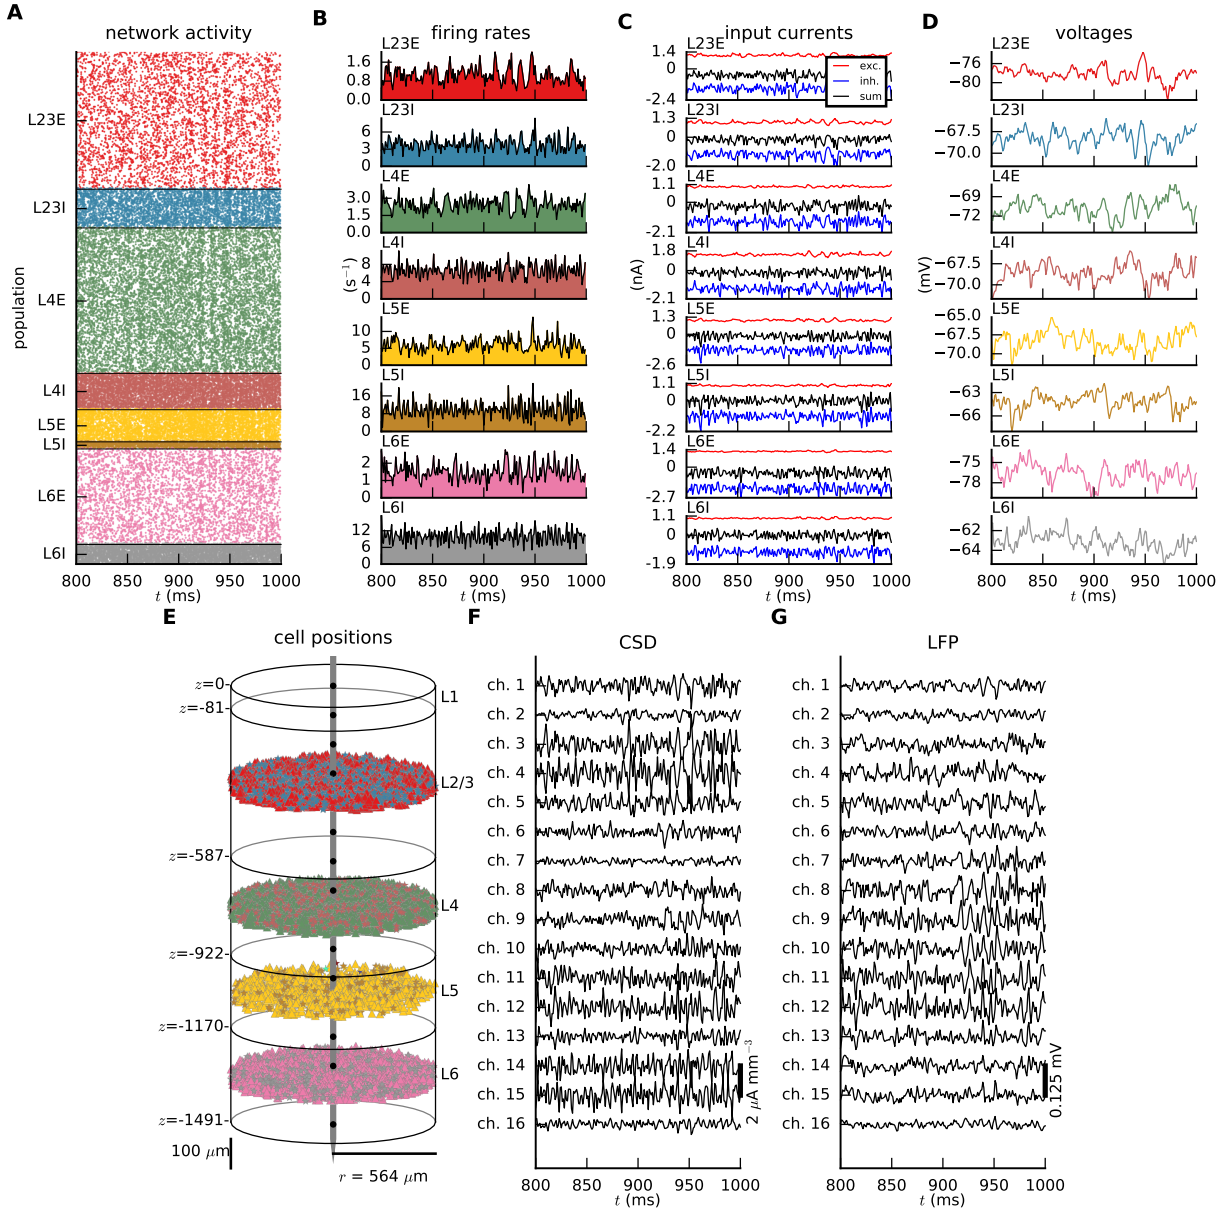 A
network activity
population
L23E
L23I
L4E
L4I
L5E
L5I
L6E
L6I
800 850 900 950 1000
t (ms)
B
firing rates
(s⁻¹)
L23E
1.6
0.8
0.0
L23I
6
3
0
L4E
3.0
1.5
0.0
L4I
8
4
0
L5E
10
5
0
L5I
16
8
0
L6E
2
1
0
L6I
12
6
0
800 850 900 950 1000
t (ms)
C
input currents
(nA)
exc.
inh.
sum
L23E
1.4
0
−2.4
L23I
1.3
0
−2.0
L4E
1.1
0
−2.1
L4I
1.8
0
−2.1
L5E
1.3
0
−2.6
L5I
1.1
0
−2.2
L6E
1.4
0
−2.7
L6I
1.1
0
−1.9
800 850 900 950 1000
t (ms)
D
voltages
(mV)
L23E
−76
−80
L23I
−67.5
−70.0
L4E
−69
−72
L4I
−67.5
−70.0
L5E
−65.0
−67.5
−70.0
L5I
−63
−66
L6E
−75
−78
L6I
−62
−64
800 850 900 950 1000
t (ms)
E
cell positions
z=0-
z=-81-
z=-587-
z=-922-
z=-1170-
z=-1491-
L1
L2/3
L4
L5
L6
100 μm
r = 564 μm
F
CSD
ch. 1
ch. 2
ch. 3
ch. 4
ch. 5
ch. 6
ch. 7
ch. 8
ch. 9
ch. 10
ch. 11
ch. 12
ch. 13
ch. 14
ch. 15
ch. 16
2 μA mm⁻³
800 850 900 950 1000
t (ms)
G
LFP
ch. 1
ch. 2
ch. 3
ch. 4
ch. 5
ch. 6
ch. 7
ch. 8
ch. 9
ch. 10
ch. 11
ch. 12
ch. 13
ch. 14
ch. 15
ch. 16
0.125 mV
800 850 900 950 1000
t (ms)